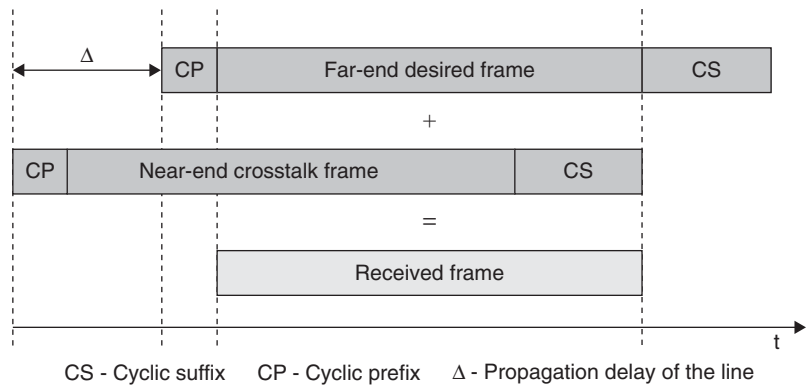 Δ
CP Far-end desired frame CS
+
CP Near-end crosstalk frame CS
=
Received frame
t
CS - Cyclic suffix CP - Cyclic prefix Δ - Propagation delay of the line